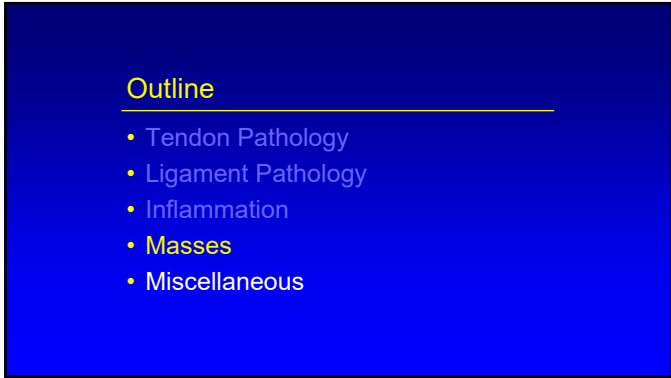 Outline
• Tendon Pathology
• Ligament Pathology
• Inflammation
• Masses
• Miscellaneous